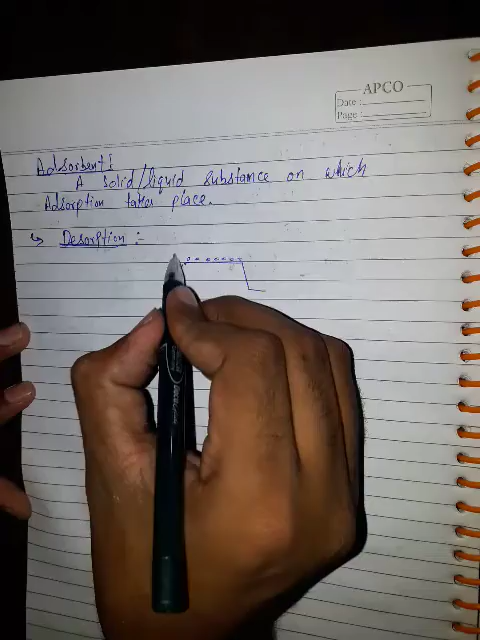 APCO
Date :
Page :
Adsorbent :
A solid/liquid substance on which
Adsorption takes place.
↳ Desorption :-